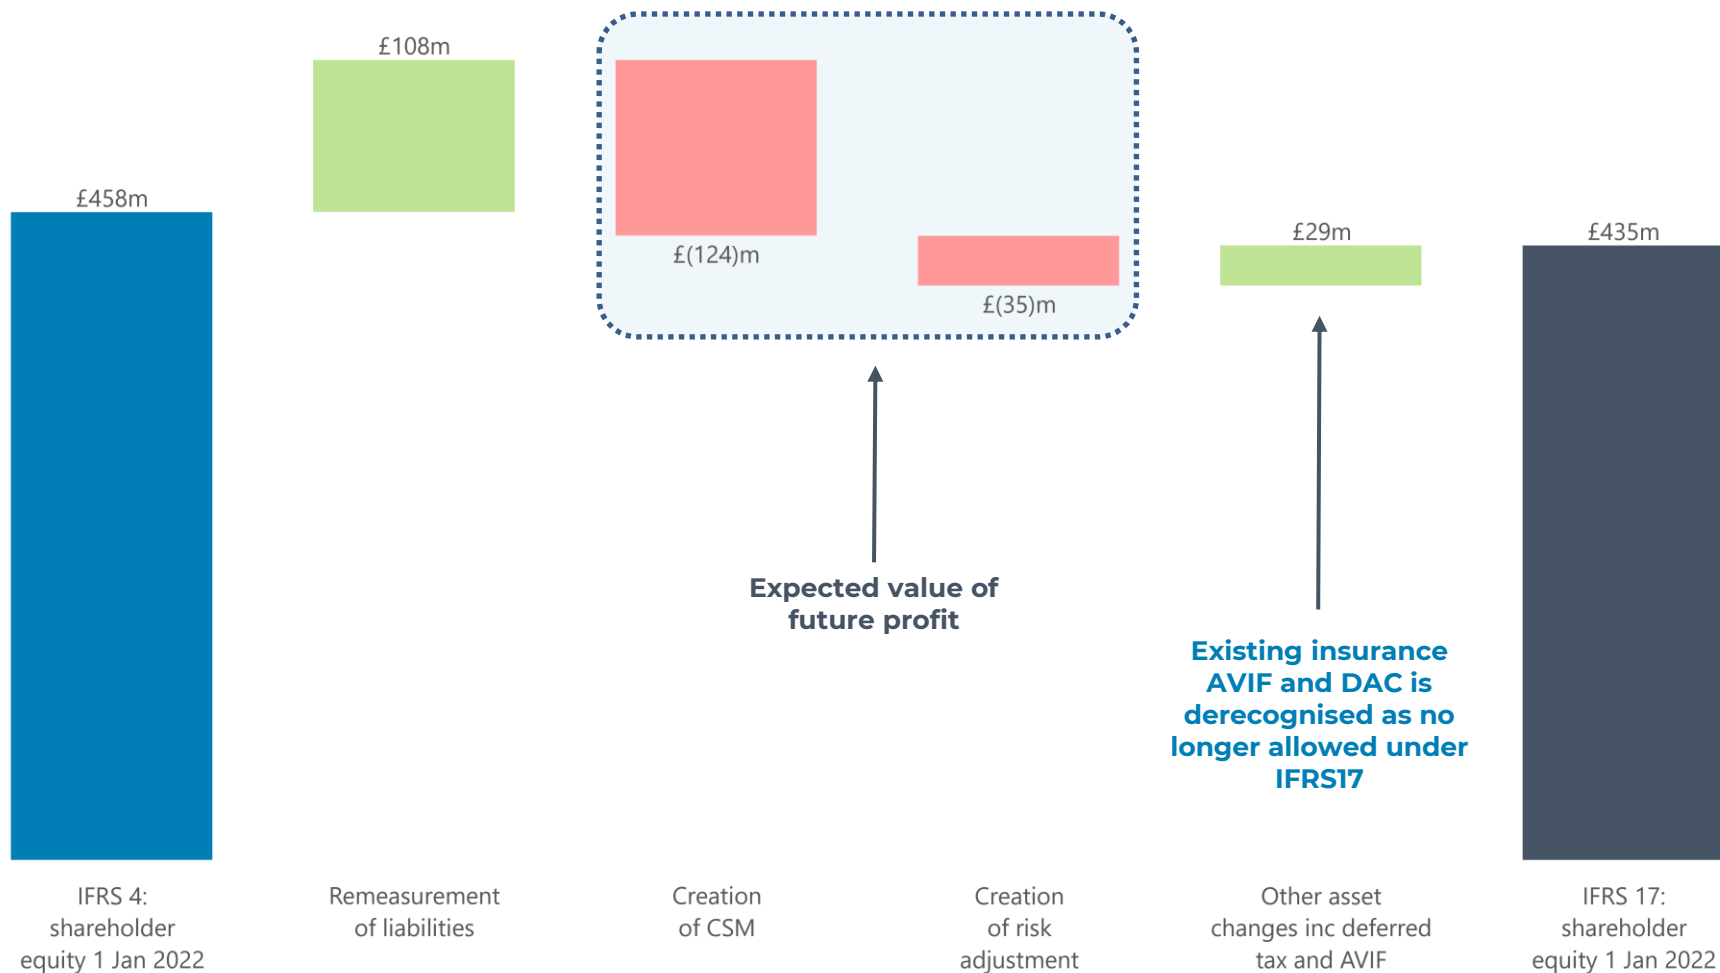 £108m
£458m
£(124)m
£(35)m
£29m
£435m
Expected value of
future profit
Existing insurance
AVIF and DAC is
derecognised as no
longer allowed under
IFRS17
IFRS 4:
shareholder
equity 1 Jan 2022
Remeasurement
of liabilities
Creation
of CSM
Creation
of risk
adjustment
Other asset
changes inc deferred
tax and AVIF
IFRS 17:
shareholder
equity 1 Jan 2022